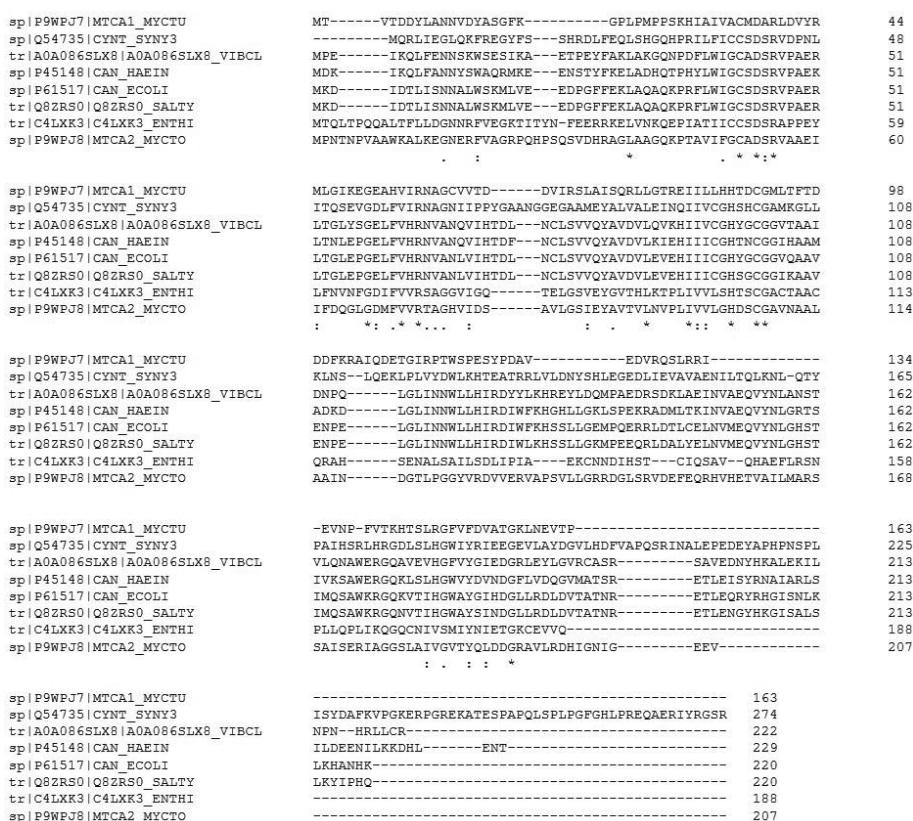 sp|P9WPJ7|MTCA1_MYCTU MT------VTDDYLANNVDYASGFK---------GPLPMPPSKHIAIVACMDARLDVYR 44
sp|Q54735|CYNT_SYNY3 ---------MQRLIEGLQKFREGYFS---SHRDLFEQLSHGQHPRILFICCSDSRVDPNL 48
tr|A0A086SLX8|A0A086SLX8_VIBCL MPE------IKQLFENNSKWSESIKA---ETPEYFAKLAKGQNPDFLWIGCSDSRVPAER 51
sp|P45148|CAN_HAEIN MDK------IKQLFANNYSWAQRMKE---ENSTYFKELADHQTPHYLWIGCSDSRVPAEK 51
sp|P61517|CAN_ECOLI MKD------IDTLISNNALWSKMLVE---EDPGFFEKLAQAQKPRFLWIGCSDSRVPAER 51
tr|Q8ZRS0|Q8ZRS0_SALTY MKD------IDTLISNNALWSKMLVE---EDPGFFEKLAQAQKPRFLWIGCSDSRVPAER 51
tr|C4LXK3|C4LXK3_ENTHI MTQLTPQQALTFLLDGNNRFVEGKTITYN-FEERRKELVNKQEPIATIICCSDSRAPPEY 59
sp|P9WPJ8|MTCA2_MYCTO MPNTNPVAAWKALKEGNERFVAGRPQHPSQSVDHRAGLAAGQKPTAVIFGCADSRVAAEI 60
. : * . * *:*
sp|P9WPJ7|MTCA1_MYCTU MLGIKEGEAHVIRNAGCVVTD------DVIRSLAISQRLLGTREIILLHHTDCGMLTFTD 98
sp|Q54735|CYNT_SYNY3 ITQSEVGDLFVIRNAGNIIPPYGAANGGEGAAMEYALVALEINQIIVCGHSHCGAMKGLL 108
tr|A0A086SLX8|A0A086SLX8_VIBCL LTGLYSGELFVHRNVANQVIHTDL---NCLSVVQYAVDVLQVKHIIVCGHYGCGGVTAAI 108
sp|P45148|CAN_HAEIN LTNLEPGELFVHRNVANQVIHTDF---NCLSVVQYAVDVLKIEHIIICGHTNCGGIHAAM 108
sp|P61517|CAN_ECOLI LTGLEPGELFVHRNVANLVIHTDL---NCLSVVQYAVDVLEVEHIIICGHYGCGGVQAAV 108
tr|Q8ZRS0|Q8ZRS0_SALTY LTGLEPGELFVHRNVANLVIHTDL---NCLSVVQYAVDVLEVEHIIICGHSGCGGIKAAV 108
tr|C4LXK3|C4LXK3_ENTHI LFNVNFGDIFVVRSAGGVIGQ------TELGSVEYGVTHLKTPLIVVLSHTSCGACTAAC 113
sp|P9WPJ8|MTCA2_MYCTO IFDQGLGDMFVVRTAGHVIDS------AVLGSIEYAVTVLNVPLIVVLGHDSCGAVNAAL 114
: *: .* *... : : . * *:: * **
sp|P9WPJ7|MTCA1_MYCTU DDFKRAIQDETGIRPTWSPESYPDAV-----------EDVRQSLRRI------------- 134
sp|Q54735|CYNT_SYNY3 KLNS--LQEKLPLVYDWLKHTEATRRLVLDNYSHLEGEDLIEVAVAENILTQLKNL-QTY 165
tr|A0A086SLX8|A0A086SLX8_VIBCL DNPQ------LGLINNWLLHIRDYYLKHREYLDQMPAEDRSDKLAEINVAEQVYNLANST 162
sp|P45148|CAN_HAEIN ADKD------LGLINNWLLHIRDIWFKHGHLLGKLSPEKRADMLTKINVAEQVYNLGRTS 162
sp|P61517|CAN_ECOLI ENPE------LGLINNWLLHIRDIWFKHSSLLGEMPQERRLDTLCELNVMEQVYNLGHST 162
tr|Q8ZRS0|Q8ZRS0_SALTY ENPE------LGLINNWLLHIRDIWLKHSSLLGKMPEEQRLDALYELNVMEQVYNLGHST 162
tr|C4LXK3|C4LXK3_ENTHI QRAH------SENALSAILSDLIPIA----EKCNNDIHST---CIQSAV--QHAEFLRSN 158
sp|P9WPJ8|MTCA2_MYCTO AAIN------DGTLPGGYVRDVVERVAPSVLLGRRDGLSRVDEFEQRHVHETVAILMARS 168
sp|P9WPJ7|MTCA1_MYCTU -EVNP-FVTKHTSLRGFVFDVATGKLNEVTP----------------------------- 163
sp|Q54735|CYNT_SYNY3 PAIHSRLHRGDLSLHGWIYRIEEGEVLAYDGVLHDFVAPQSRINALEPEDEYAPHPNSPL 225
tr|A0A086SLX8|A0A086SLX8_VIBCL VLQNAWERGQAVEVHGFVYGIEDGRLEYLGVRCASR---------SAVEDNYHKALEKIL 213
sp|P45148|CAN_HAEIN IVKSAWERGQKLSLHGWVYDVNDGFLVDQGVMATSR---------ETLEISYRNAIARLS 213
sp|P61517|CAN_ECOLI IMQSAWKRGQKVTIHGWAYGIHDGLLRDLDVTATNR---------ETLEQRYRHGISNLK 213
tr|Q8ZRS0|Q8ZRS0_SALTY IMQSAWKRGQNVTIHGWAYSINDGLLRDLDVTATNR---------ETLENGYHKGISALS 213
tr|C4LXK3|C4LXK3_ENTHI PLLQPLIKQGQCNIVSMIYNIETGKCEVVQ------------------------------ 188
sp|P9WPJ8|MTCA2_MYCTO SAISERIAGGSLAIVGVTYQLDDGRAVLRDHIGNIG---------EEV------------ 207
: . : : *
sp|P9WPJ7|MTCA1_MYCTU ------------------------------------------------- 163
sp|Q54735|CYNT_SYNY3 ISYDAFKVPGKERPGREKATESPAPQLSPLPGFGHLPREQAERIYRGSR 274
tr|A0A086SLX8|A0A086SLX8_VIBCL NPN--HRLLCR-------------------------------------- 222
sp|P45148|CAN_HAEIN ILDEENILKKDHL-------ENT-------------------------- 229
sp|P61517|CAN_ECOLI LKHANHK------------------------------------------ 220
tr|Q8ZRS0|Q8ZRS0_SALTY LKYIPHQ------------------------------------------ 220
tr|C4LXK3|C4LXK3_ENTHI ------------------------------------------------- 188
sp|P9WPJ8|MTCA2_MYCTO ------------------------------------------------- 207